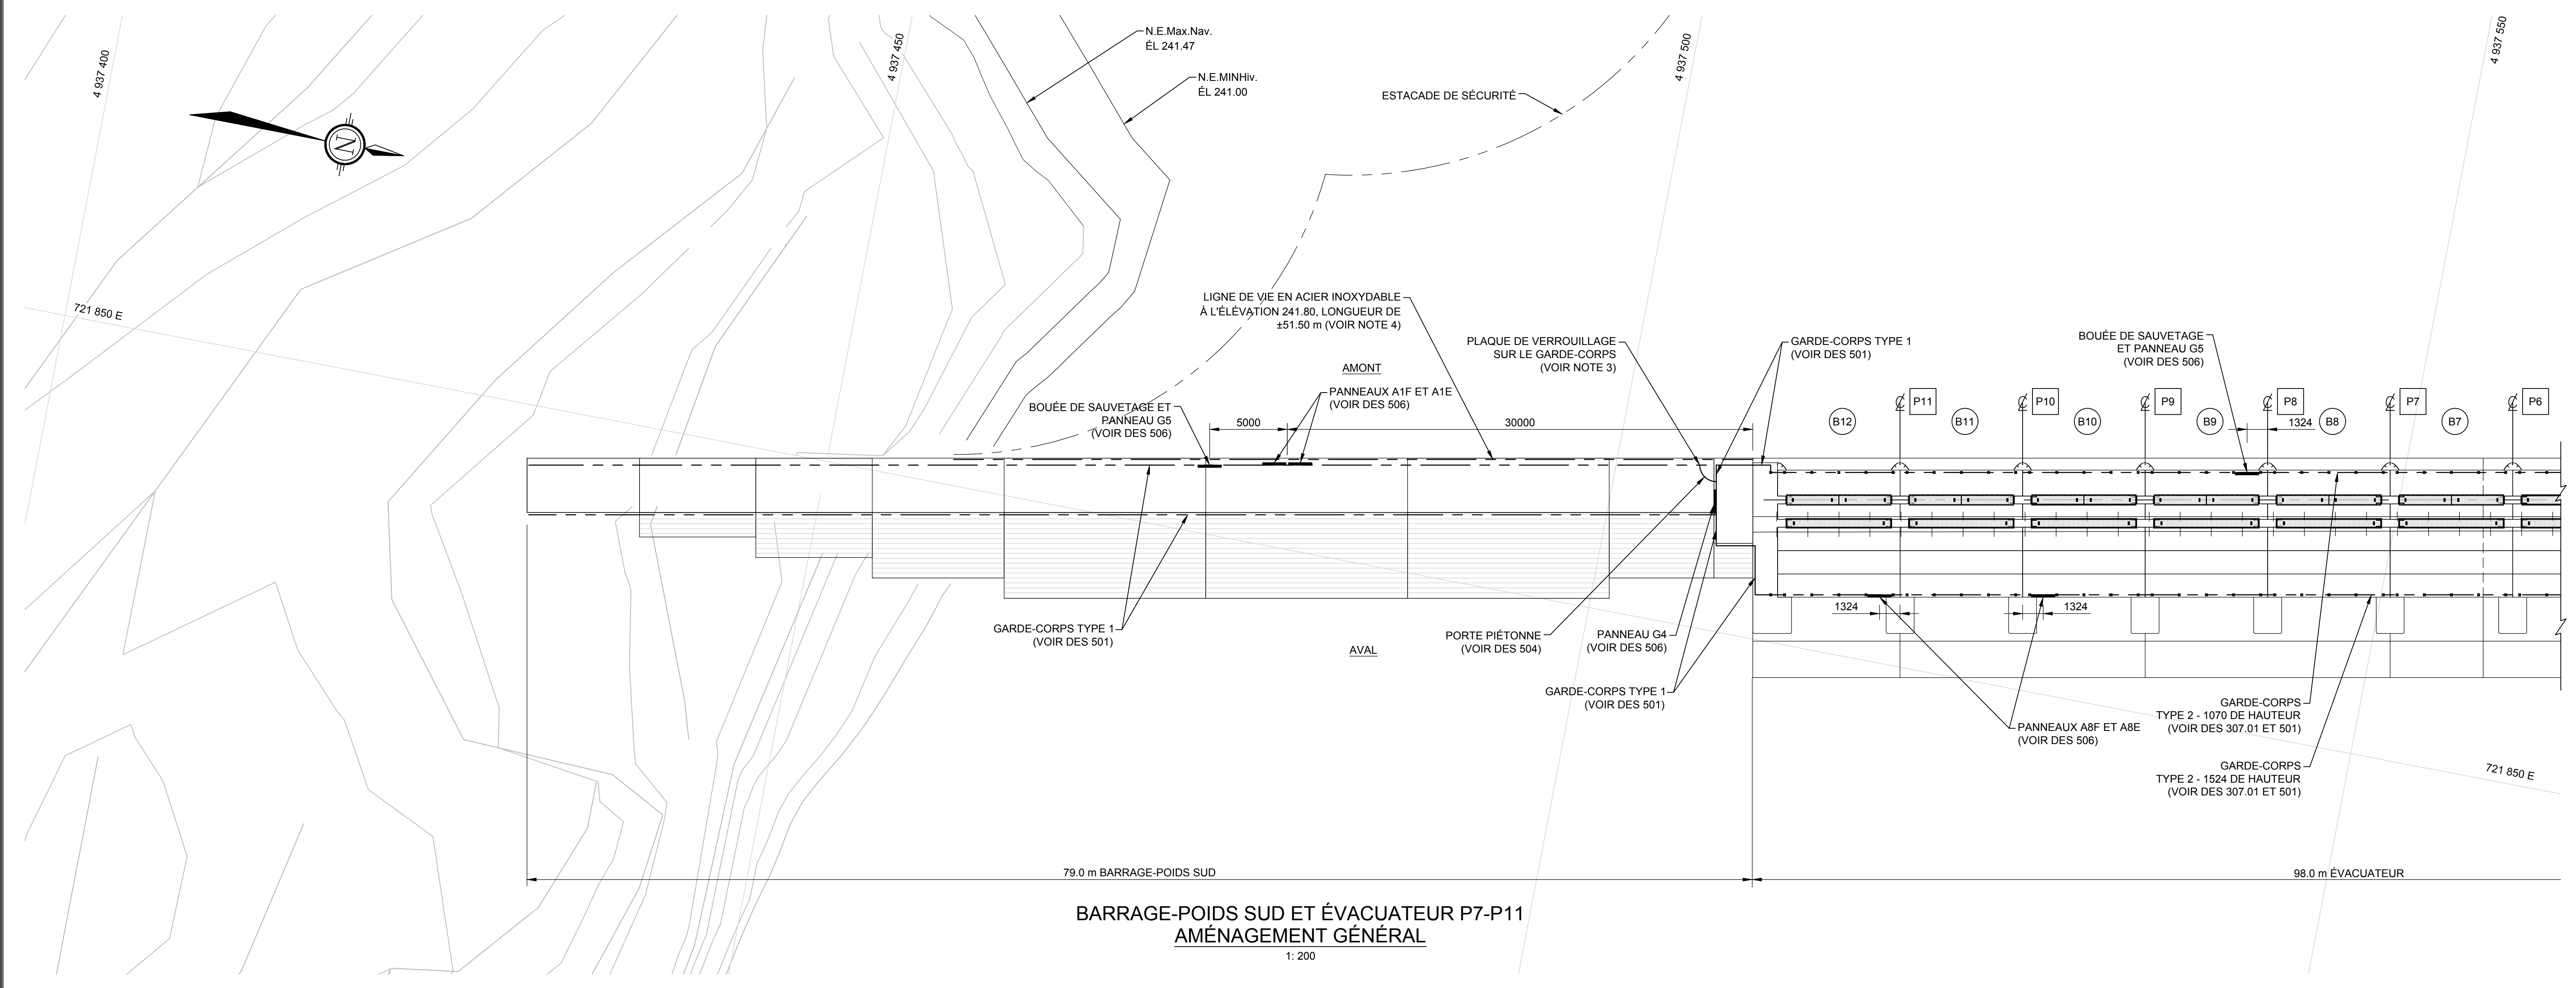 4 937 400
4 937 450
4 937 500
4 937 550
N.E.Max.Nav.
ÉL 241.47
N.E.MINHiv.
ÉL 241.00
ESTACADE DE SÉCURITÉ
N
721 850 E
LIGNE DE VIE EN ACIER INOXYDABLE
À L'ÉLÉVATION 241.80, LONGUEUR DE
±51.50 m (VOIR NOTE 4)
PLAQUE DE VERROUILLAGE
SUR LE GARDE-CORPS
(VOIR NOTE 3)
GARDE-CORPS TYPE 1
(VOIR DES 501)
BOUÉE DE SAUVETAGE
ET PANNEAU G5
(VOIR DES 506)
AMONT
PANNEAUX A1F ET A1E
(VOIR DES 506)
BOUÉE DE SAUVETAGE ET
PANNEAU G5
(VOIR DES 506)
5000
30000
P11
P10
P9
P8
P7
P6
B12
B11
B10
B9
1324
B8
B7
1324
1324
GARDE-CORPS TYPE 1
(VOIR DES 501)
AVAL
PORTE PIÉTONNE
(VOIR DES 504)
PANNEAU G4
(VOIR DES 506)
GARDE-CORPS TYPE 1
(VOIR DES 501)
PANNEAUX A8F ET A8E
(VOIR DES 506)
GARDE-CORPS
TYPE 2 - 1070 DE HAUTEUR
(VOIR DES 307.01 ET 501)
GARDE-CORPS
TYPE 2 - 1524 DE HAUTEUR
(VOIR DES 307.01 ET 501)
721 850 E
79.0 m BARRAGE-POIDS SUD
98.0 m ÉVACUATEUR
BARRAGE-POIDS SUD ET ÉVACUATEUR P7-P11
AMÉNAGEMENT GÉNÉRAL
1: 200